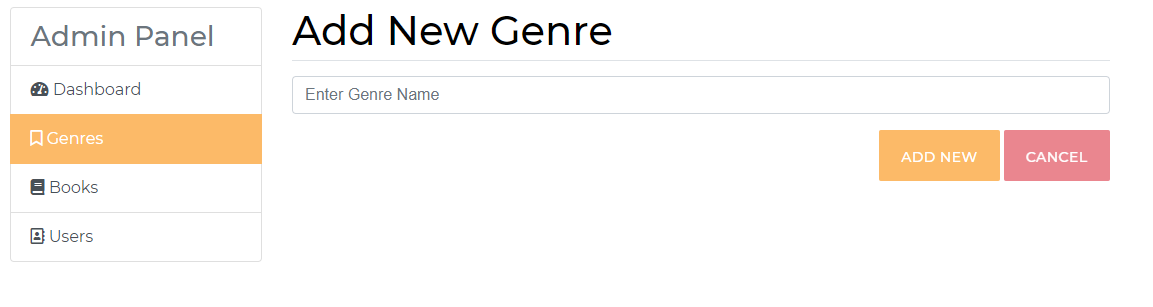 Admin Panel
Dashboard
Genres
Books
Users
Add New Genre
Enter Genre Name
ADD NEW
CANCEL